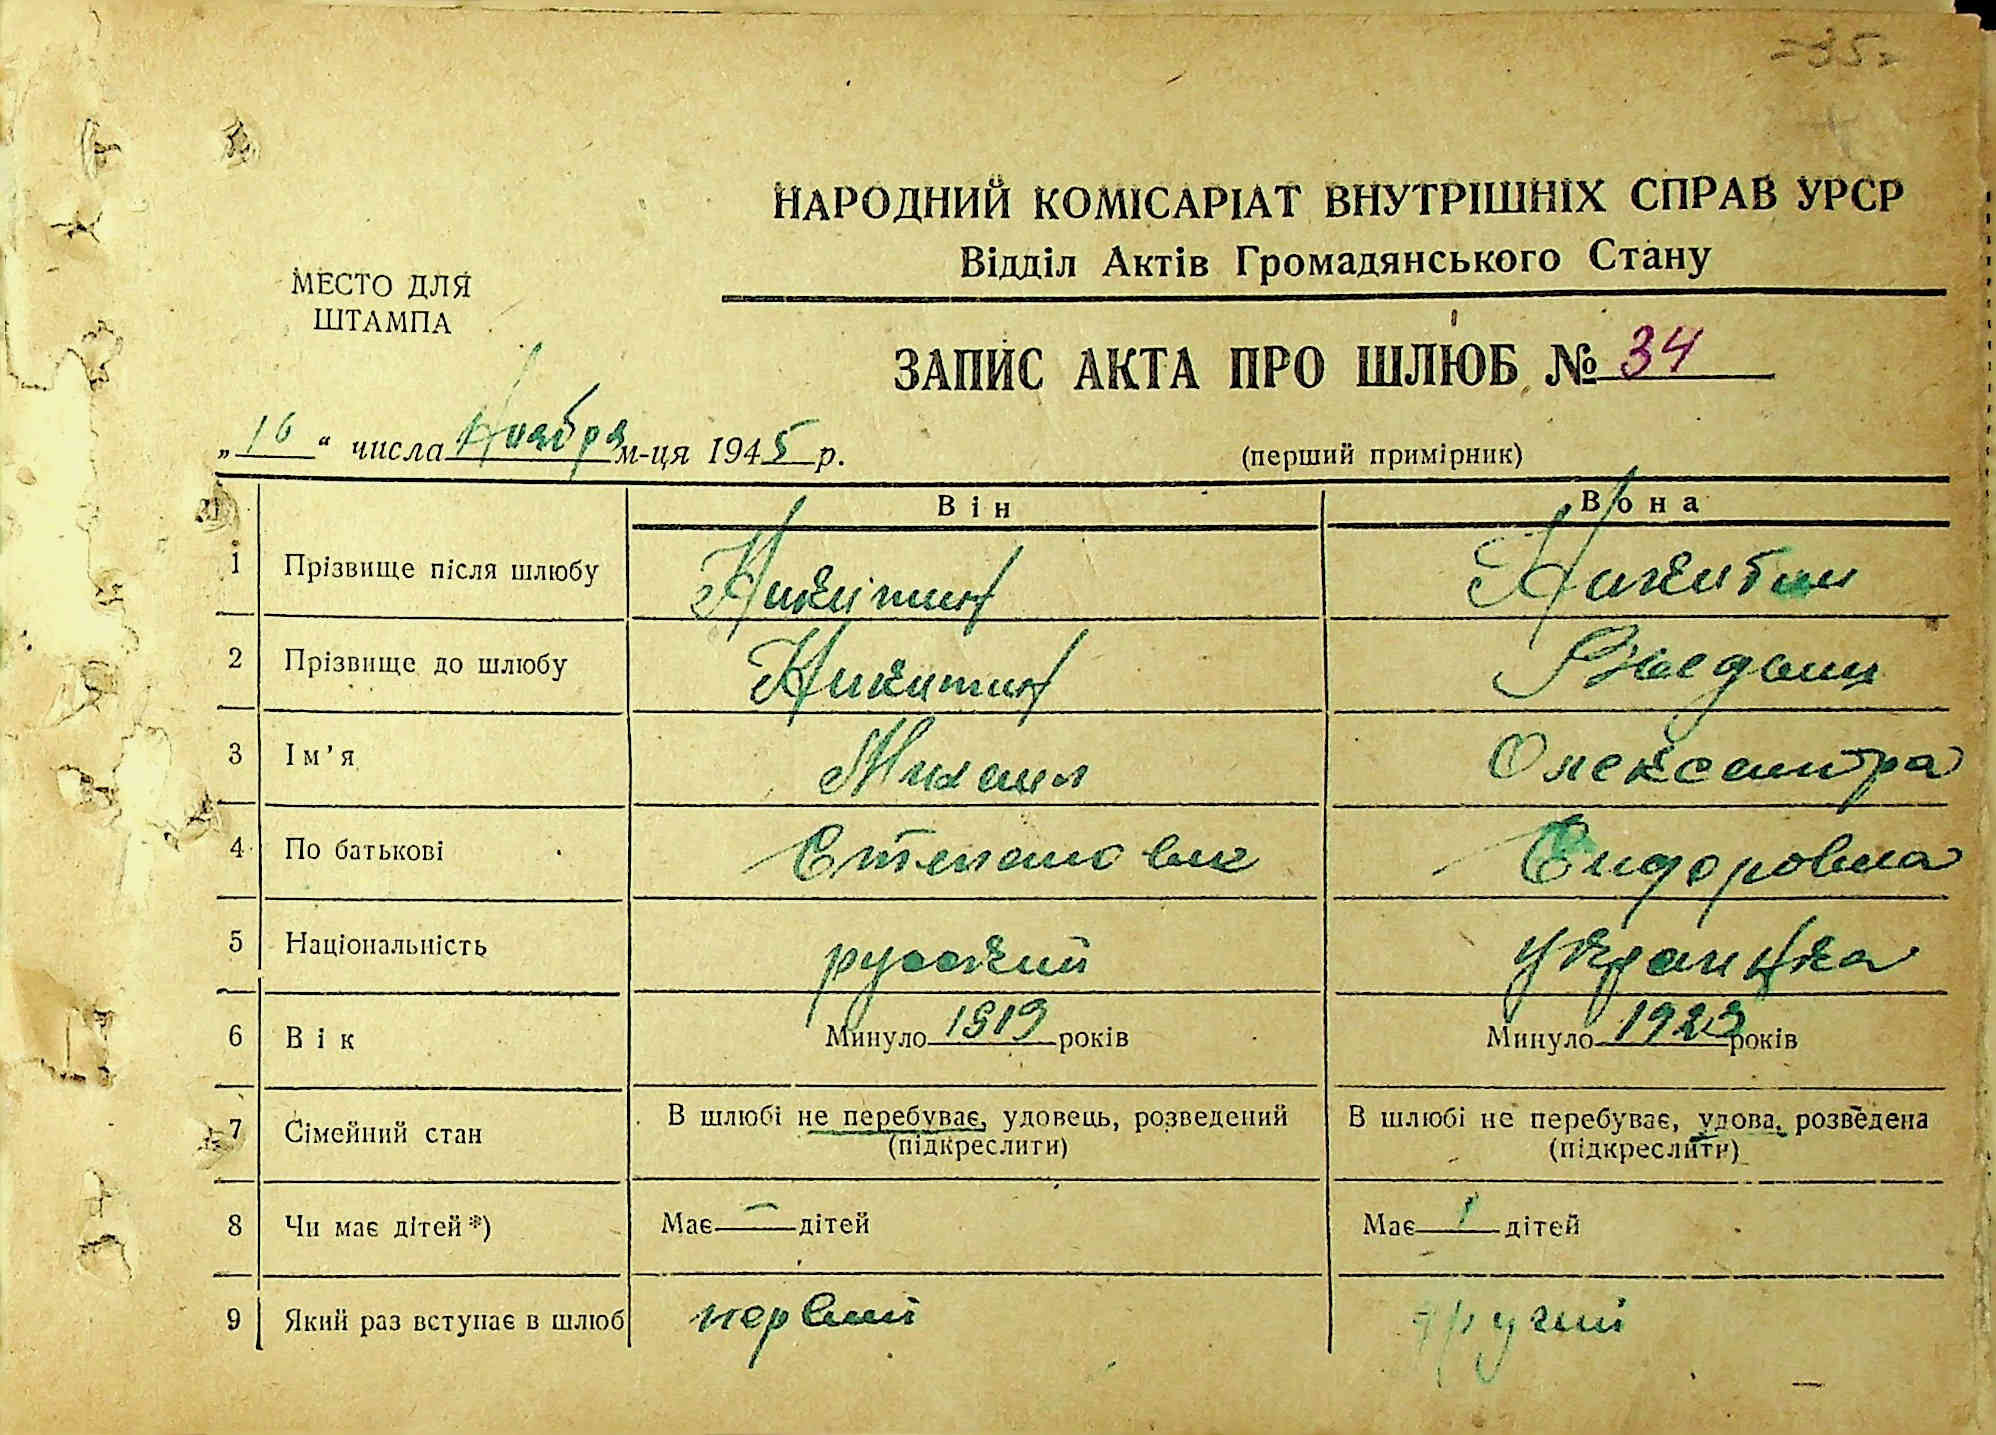 =35=
НАРОДНИЙ КОМІСАРІАТ ВНУТРІШНІХ СПРАВ УРСР
Відділ Актів Громадянського Стану
МЕСТО ДЛЯ
ШТАМПА
ЗАПИС АКТА ПРО ШЛЮБ № 34
„16“ числа Ноября м-ця 1945 р.
(перший примірник)
Він Вона
1 Прізвище після шлюбу Никитин
2 Прізвище до шлюбу Никитин
3 Ім’я Михаил Олександра
4 По батькові Степанович Сидоровна
5 Національність русский украинка
6 Вік Минуло 1919 років Минуло 1923 років
7 Сімейний стан В шлюбі не перебуває, удовець, розведений В шлюбі не перебуває, удова, розведена
(підкреслити) (підкреслити)
8 Чи має дітей*) Має — дітей Має 1 дітей
9 Який раз вступає в шлюб первий другий